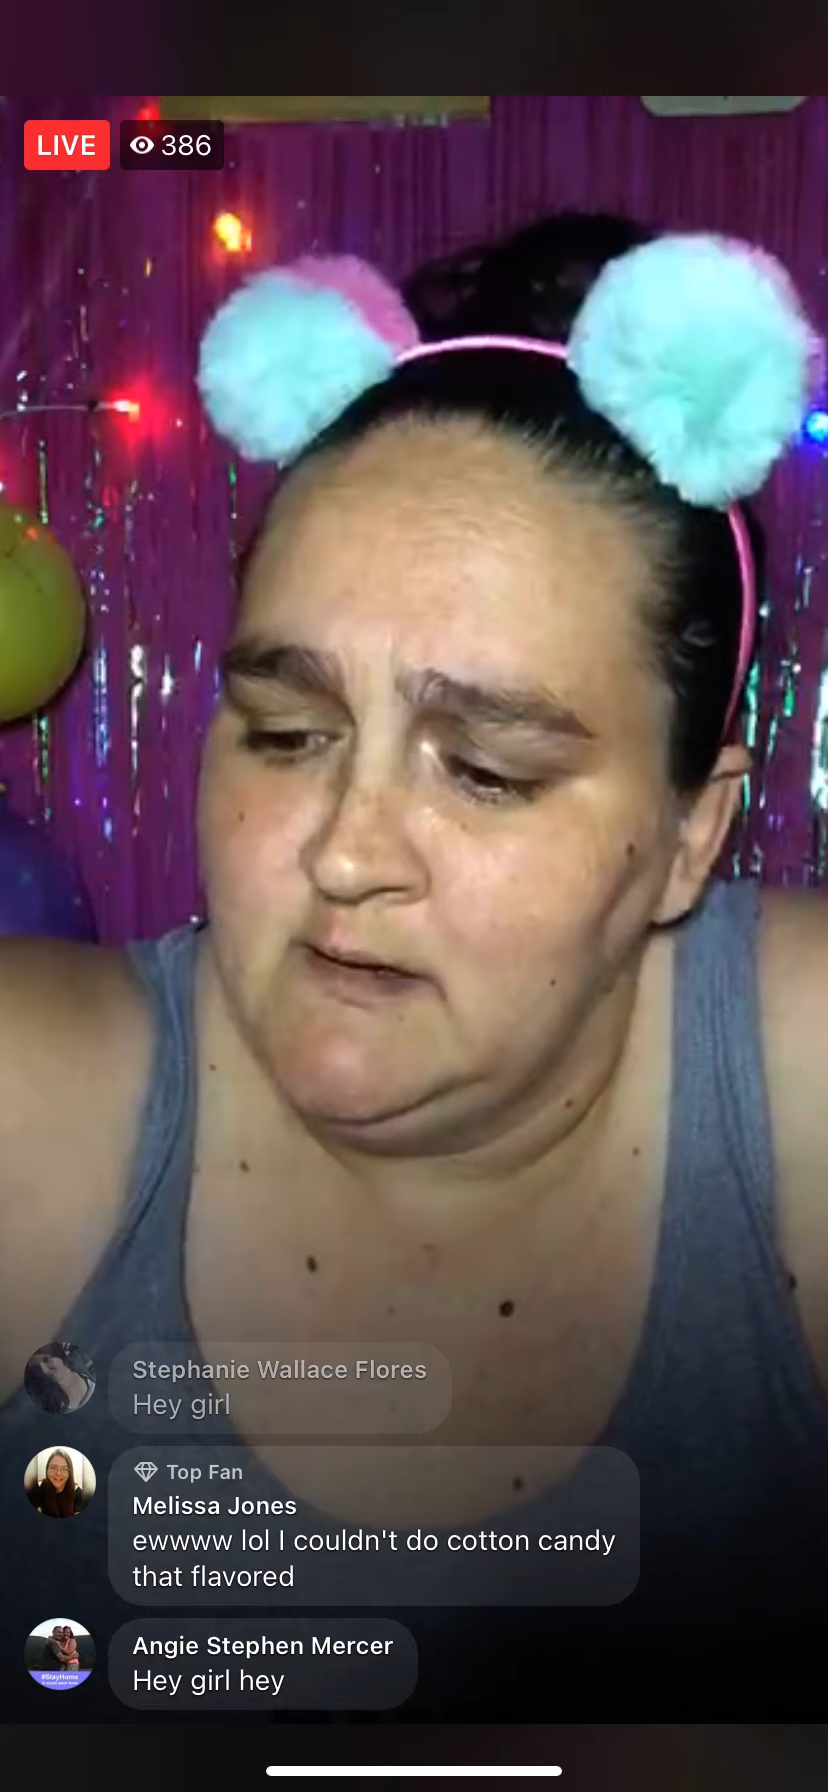 LIVE
386
Stephanie Wallace Flores
Hey girl
Top Fan
Melissa Jones
ewwww lol I couldn't do cotton candy
that flavored
Angie Stephen Mercer
Hey girl hey
#StayHome